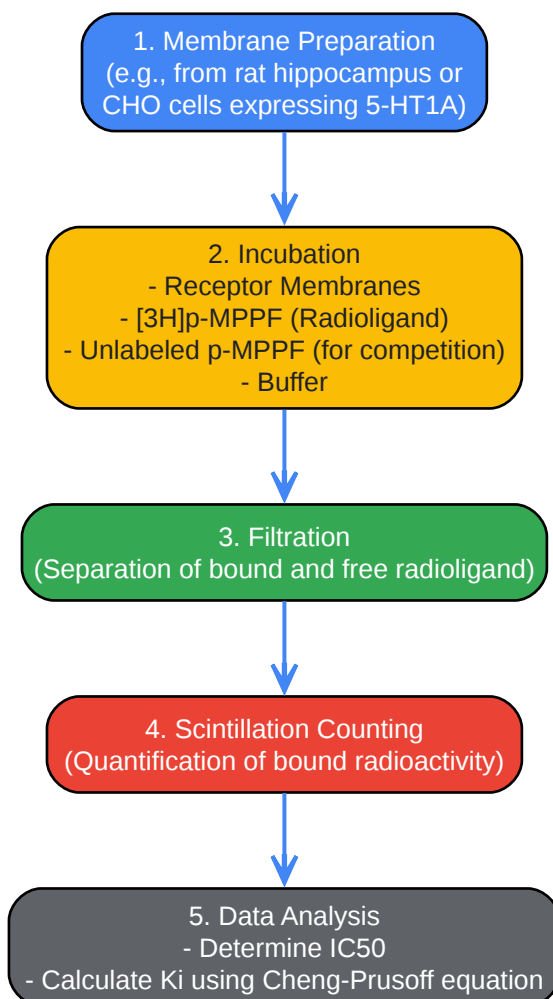 1. Membrane Preparation
(e.g., from rat hippocampus or
CHO cells expressing 5-HT1A)
2. Incubation
- Receptor Membranes
- [3H]p-MPPF (Radioligand)
- Unlabeled p-MPPF (for competition)
- Buffer
3. Filtration
(Separation of bound and free radioligand)
4. Scintillation Counting
(Quantification of bound radioactivity)
5. Data Analysis
- Determine IC50
- Calculate Ki using Cheng-Prusoff equation